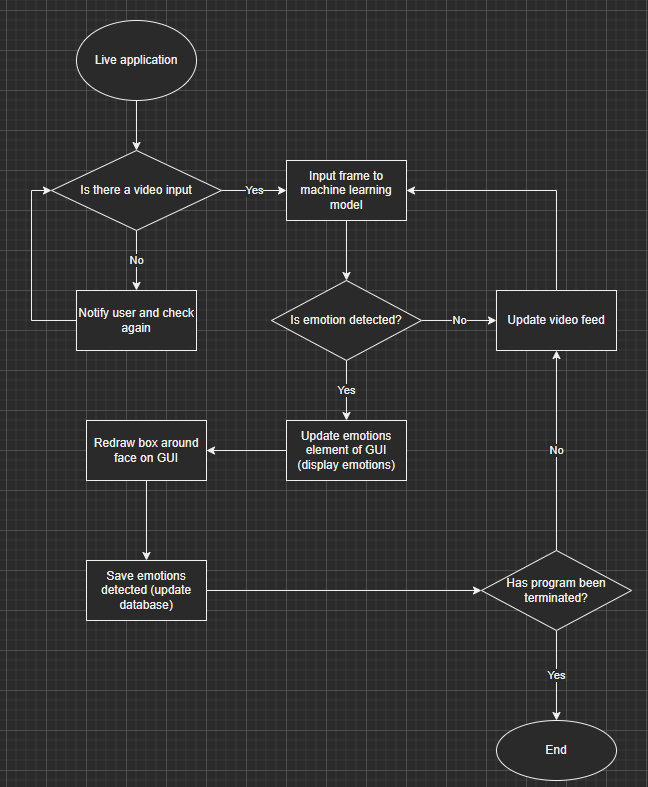 Live application
Is there a video input
Yes
Input frame to
machine learning
model
No
Notify user and check
again
Is emotion detected?
No
Update video feed
Yes
Redraw box around
face on GUI
Update emotions
element of GUI
(display emotions)
No
Save emotions
detected (update
database)
Has program been
terminated?
Yes
End